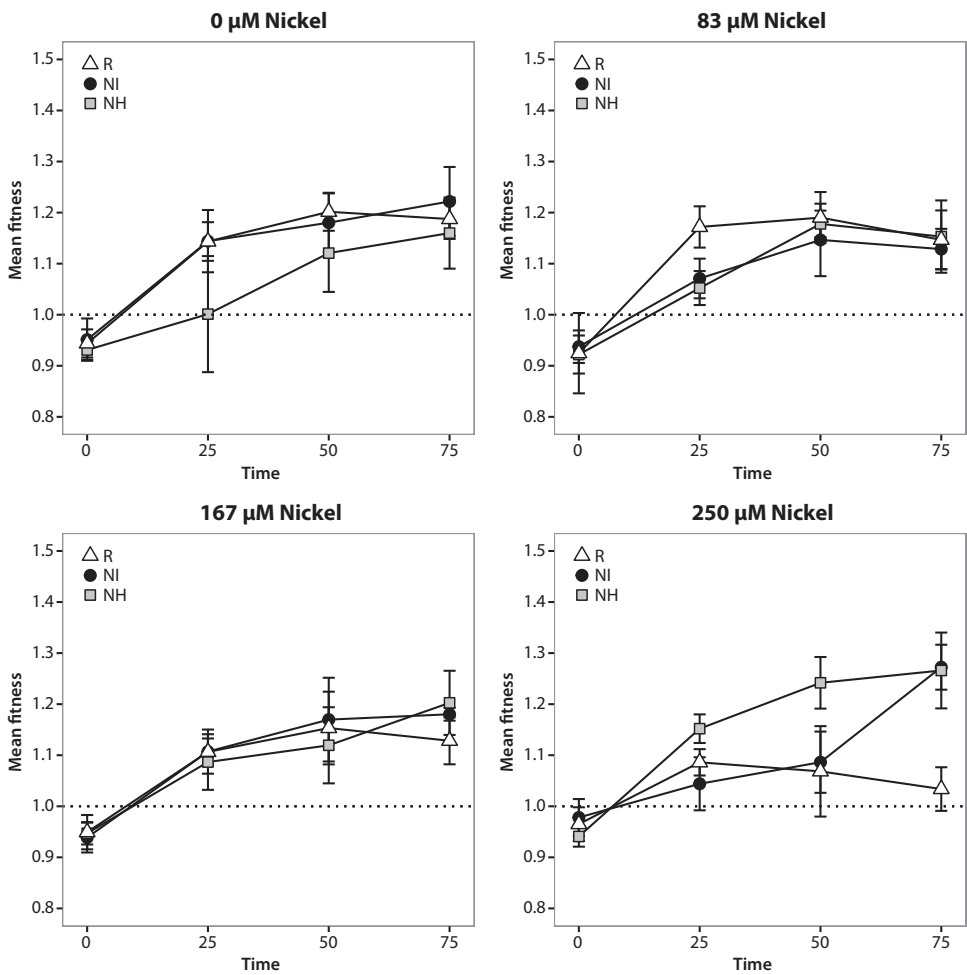 0 µM Nickel
Mean fitness
1.5
1.4
1.3
1.2
1.1
1.0
0.9
0.8
R
NI
NH
0 25 50 75
Time
83 µM Nickel
Mean fitness
1.5
1.4
1.3
1.2
1.1
1.0
0.9
0.8
R
NI
NH
0 25 50 75
Time
167 µM Nickel
Mean fitness
1.5
1.4
1.3
1.2
1.1
1.0
0.9
0.8
R
NI
NH
0 25 50 75
Time
250 µM Nickel
Mean fitness
1.5
1.4
1.3
1.2
1.1
1.0
0.9
0.8
R
NI
NH
0 25 50 75
Time